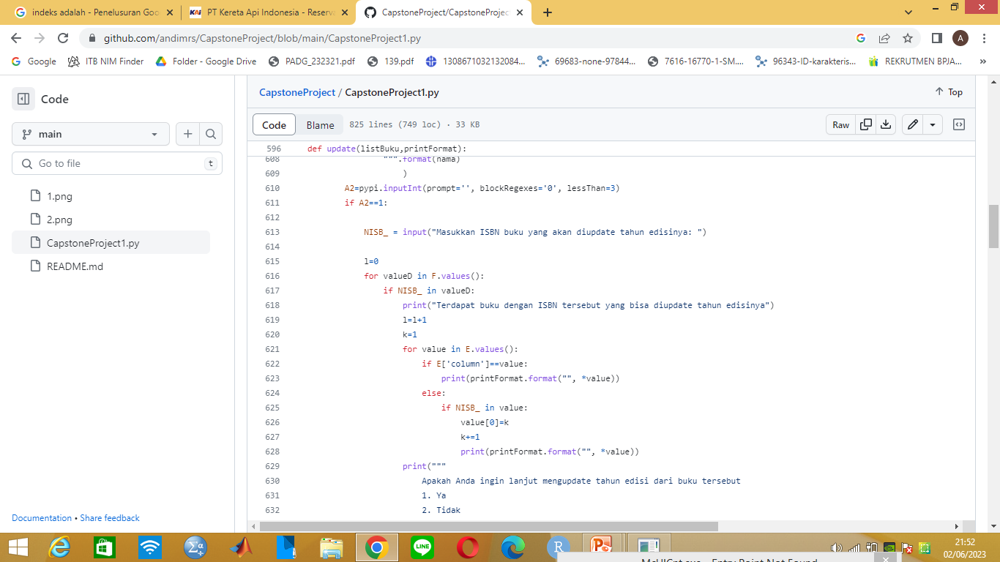 indeks adalah - Penelusuran Goo
PT Kereta Api Indonesia - Reserva
CapstoneProject/CapstoneProject
github.com/andimrs/CapstoneProject/blob/main/CapstoneProject1.py
A
Google
ITB NIM Finder
Folder - Google Drive
PADG_232321.pdf
139.pdf
1308671032132084...
69683-none-97844...
7616-16770-1-SM....
96343-ID-karakteris...
REKRUTMEN BPJA...
»
Code
CapstoneProject / CapstoneProject1.py
Top
main
Code
Blame
825 lines (749 loc) · 33 KB
Raw
Go to file
t
1.png
2.png
CapstoneProject1.py
README.md
596 def update(listBuku,printFormat):
608 """.format(nama)
609 )
610 A2=pypi.inputInt(prompt='', blockRegexes='0', lessThan=3)
611 if A2==1:
612
613 NISB_ = input("Masukkan ISBN buku yang akan diupdate tahun edisinya: ")
614
615 l=0
616 for valueD in F.values():
617 if NISB_ in valueD:
618 print("Terdapat buku dengan ISBN tersebut yang bisa diupdate tahun edisinya")
619 l=l+1
620 k=1
621 for value in E.values():
622 if E['column']==value:
623 print(printFormat.format("", *value))
624 else:
625 if NISB_ in value:
626 value[0]=k
627 k+=1
628 print(printFormat.format("", *value))
629 print("""
630 Apakah Anda ingin lanjut mengupdate tahun edisi dari buku tersebut
631 1. Ya
632 2. Tidak
Documentation • Share feedback
LINE
R
21:52
02/06/2023